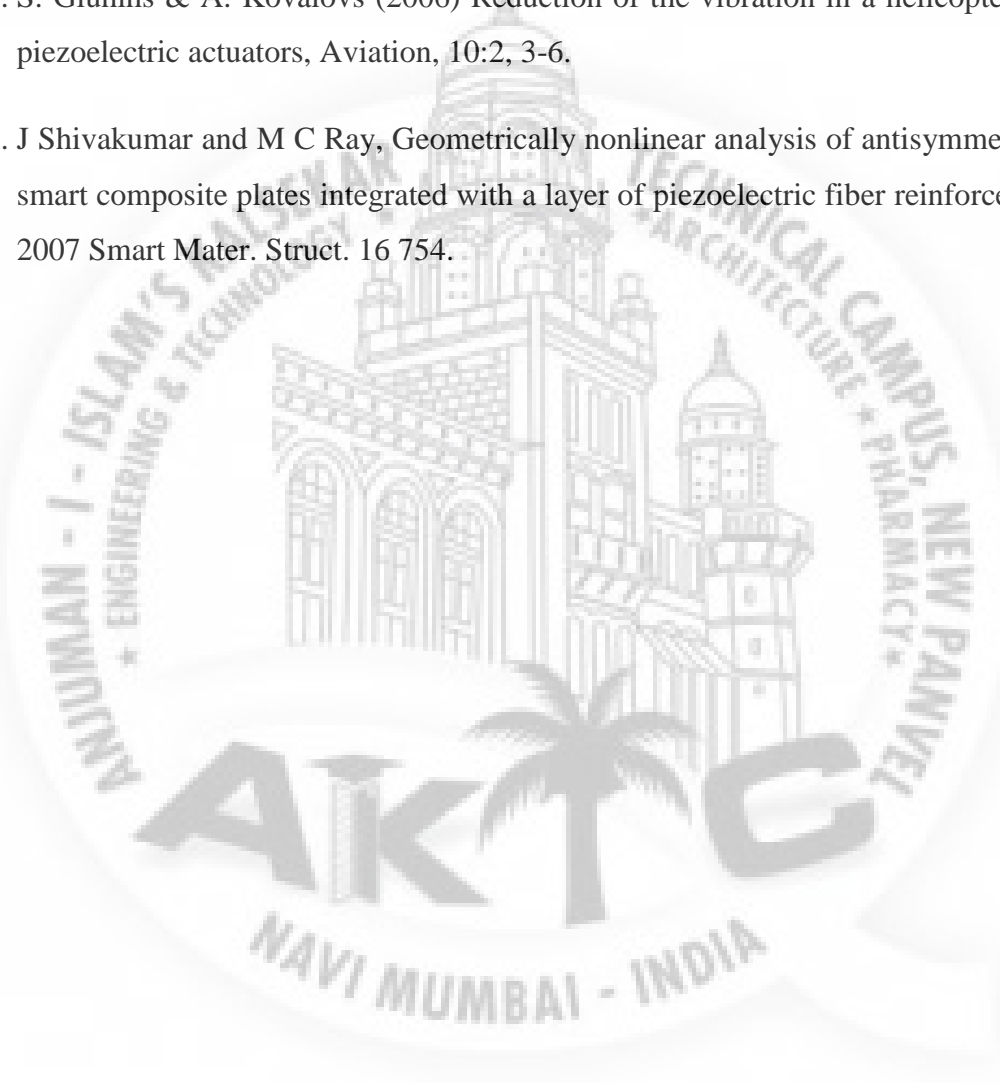 . S. Glukhis & A. Kovalovs (2006) Reduction of the vibration in a helicopte
piezoelectric actuators, Aviation, 10:2, 3-6.
. J Shivakumar and M C Ray, Geometrically nonlinear analysis of antisymme
smart composite plates integrated with a layer of piezoelectric fiber reinforce
2007 Smart Mater. Struct. 16 754.
ANJUMAN - I - ISLAM'S KALSEKAR TECHNICAL CAMPUS, NEW PANVEL
* ENGINEERING & TECHNOLOGY * ARCHITECTURE * PHARMACY *
AKTC
NAVI MUMBAI - INDIA